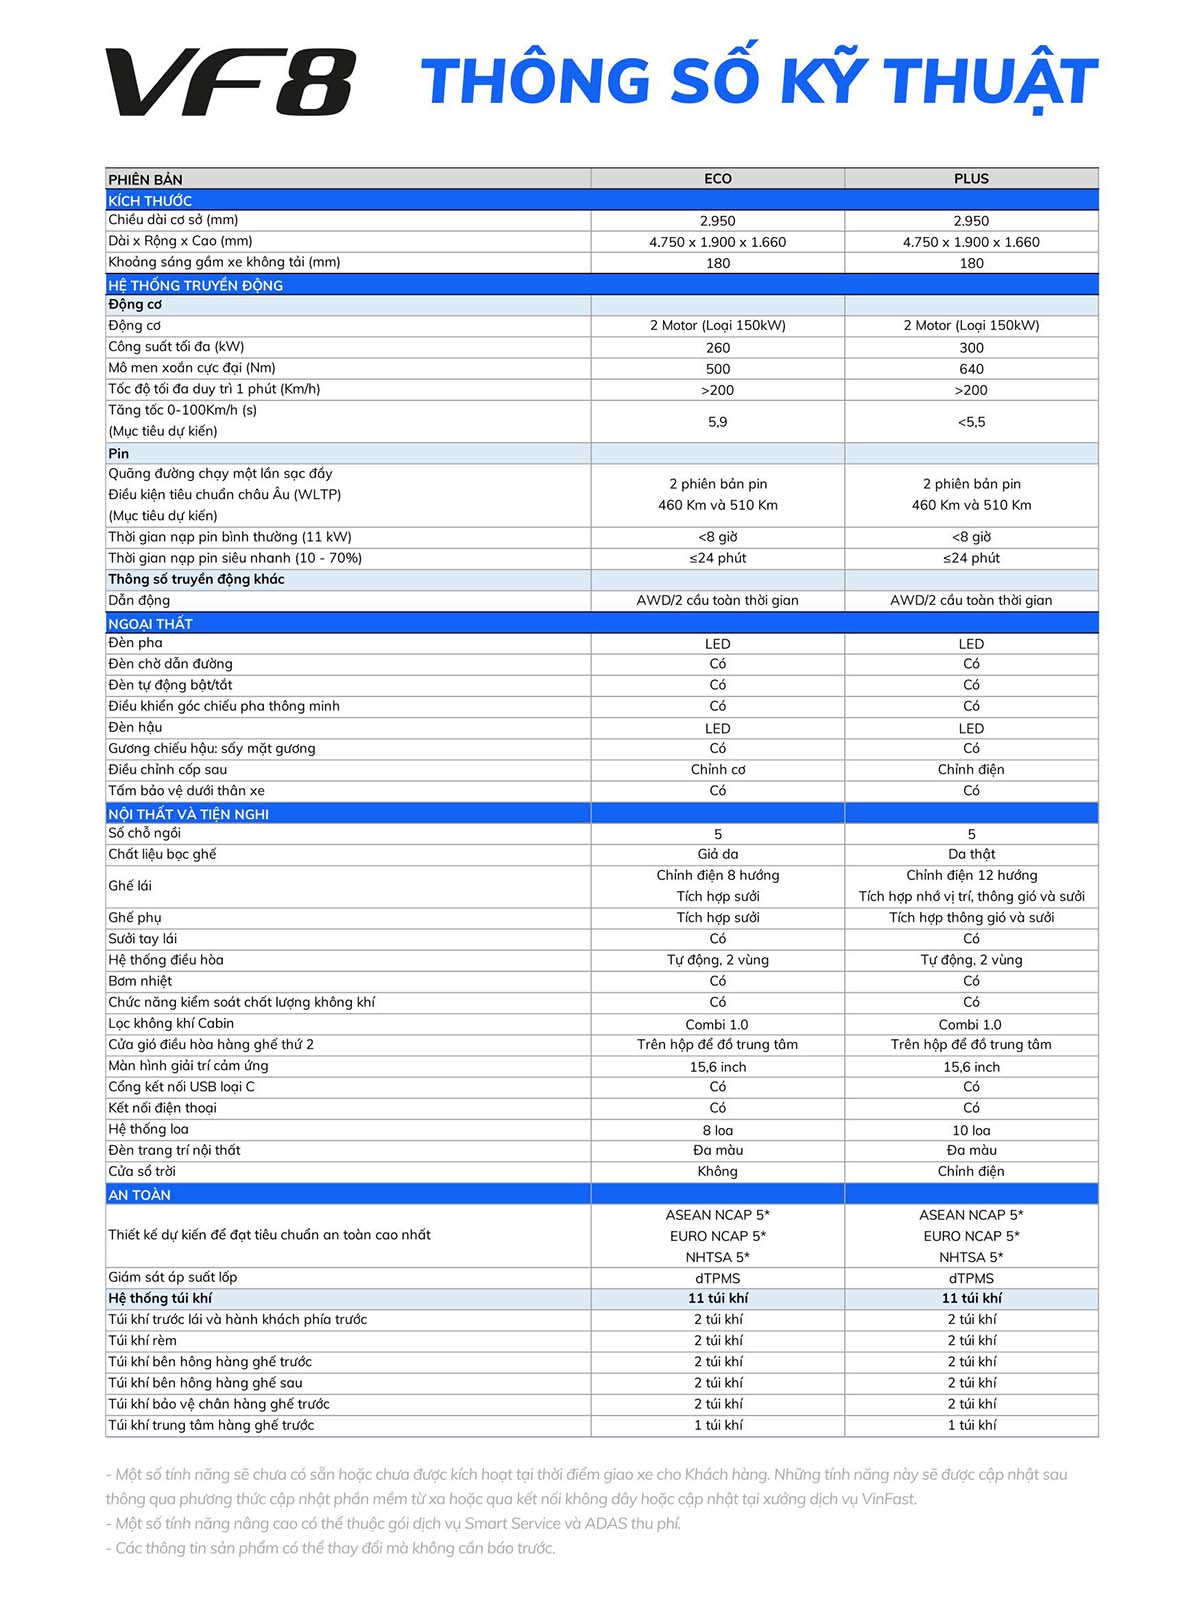 VF8 THÔNG SỐ KỸ THUẬT
PHIÊN BẢN ECO PLUS
KÍCH THƯỚC
Chiều dài cơ sở (mm) 2.950 2.950
Dài x Rộng x Cao (mm) 4.750 x 1.900 x 1.660 4.750 x 1.900 x 1.660
Khoảng sáng gầm xe không tải (mm) 180 180
HỆ THỐNG TRUYỀN ĐỘNG
Động cơ
Động cơ 2 Motor (Loại 150kW) 2 Motor (Loại 150kW)
Công suất tối đa (kW) 260 300
Mô men xoắn cực đại (Nm) 500 640
Tốc độ tối đa duy trì 1 phút (Km/h) >200 >200
Tăng tốc 0-100Km/h (s)
(Mục tiêu dự kiến) 5,9 <5,5
Pin
Quãng đường chạy một lần sạc đầy
Điều kiện tiêu chuẩn châu Âu (WLTP)
(Mục tiêu dự kiến)
2 phiên bản pin 2 phiên bản pin
460 Km và 510 Km 460 Km và 510 Km
Thời gian nạp pin bình thường (11 kW) <8 giờ <8 giờ
Thời gian nạp pin siêu nhanh (10 - 70%) ≤24 phút ≤24 phút
Thông số truyền động khác
Dẫn động AWD/2 cầu toàn thời gian AWD/2 cầu toàn thời gian
NGOẠI THẤT
Đèn pha LED LED
Đèn chờ dẫn đường Có Có
Đèn tự động bật/tắt Có Có
Điều khiển góc chiếu pha thông minh Có Có
Đèn hậu LED LED
Gương chiếu hậu: sấy mặt gương Có Có
Điều chỉnh cốp sau Chỉnh cơ Chỉnh điện
Tấm bảo vệ dưới thân xe Có Có
NỘI THẤT VÀ TIỆN NGHI
Số chỗ ngồi 5 5
Chất liệu bọc ghế Giả da Da thật
Ghế lái
Chỉnh điện 8 hướng Chỉnh điện 12 hướng
Tích hợp sưởi Tích hợp nhớ vị trí, thông gió và sưởi
Ghế phụ Tích hợp sưởi Tích hợp thông gió và sưởi
Sưởi tay lái Có Có
Hệ thống điều hòa Tự động, 2 vùng Tự động, 2 vùng
Bơm nhiệt Có Có
Chức năng kiểm soát chất lượng không khí Có Có
Lọc không khí Cabin Combi 1.0 Combi 1.0
Cửa gió điều hòa hàng ghế thứ 2 Trên hộp để đồ trung tâm Trên hộp để đồ trung tâm
Màn hình giải trí cảm ứng 15,6 inch 15,6 inch
Cổng kết nối USB loại C Có Có
Kết nối điện thoại Có Có
Hệ thống loa 8 loa 10 loa
Đèn trang trí nội thất Đa màu Đa màu
Cửa sổ trời Không Chỉnh điện
AN TOÀN
Thiết kế dự kiến để đạt tiêu chuẩn an toàn cao nhất
ASEAN NCAP 5* ASEAN NCAP 5*
EURO NCAP 5* EURO NCAP 5*
NHTSA 5* NHTSA 5*
Giám sát áp suất lốp dTPMS dTPMS
Hệ thống túi khí 11 túi khí 11 túi khí
Túi khí trước lái và hành khách phía trước 2 túi khí 2 túi khí
Túi khí rèm 2 túi khí 2 túi khí
Túi khí bên hông hàng ghế trước 2 túi khí 2 túi khí
Túi khí bên hông hàng ghế sau 2 túi khí 2 túi khí
Túi khí bảo vệ chân hàng ghế trước 2 túi khí 2 túi khí
Túi khí trung tâm hàng ghế trước 1 túi khí 1 túi khí
- Một số tính năng sẽ chưa có sẵn hoặc chưa được kích hoạt tại thời điểm giao xe cho Khách hàng. Những tính năng này sẽ được cập nhật sau
thông qua phương thức cập nhật phần mềm từ xa hoặc qua kết nối không dây hoặc cập nhật tại xưởng dịch vụ VinFast.
- Một số tính năng nâng cao có thể thuộc gói dịch vụ Smart Service và ADAS thu phí.
- Các thông tin sản phẩm có thể thay đổi mà không cần báo trước.